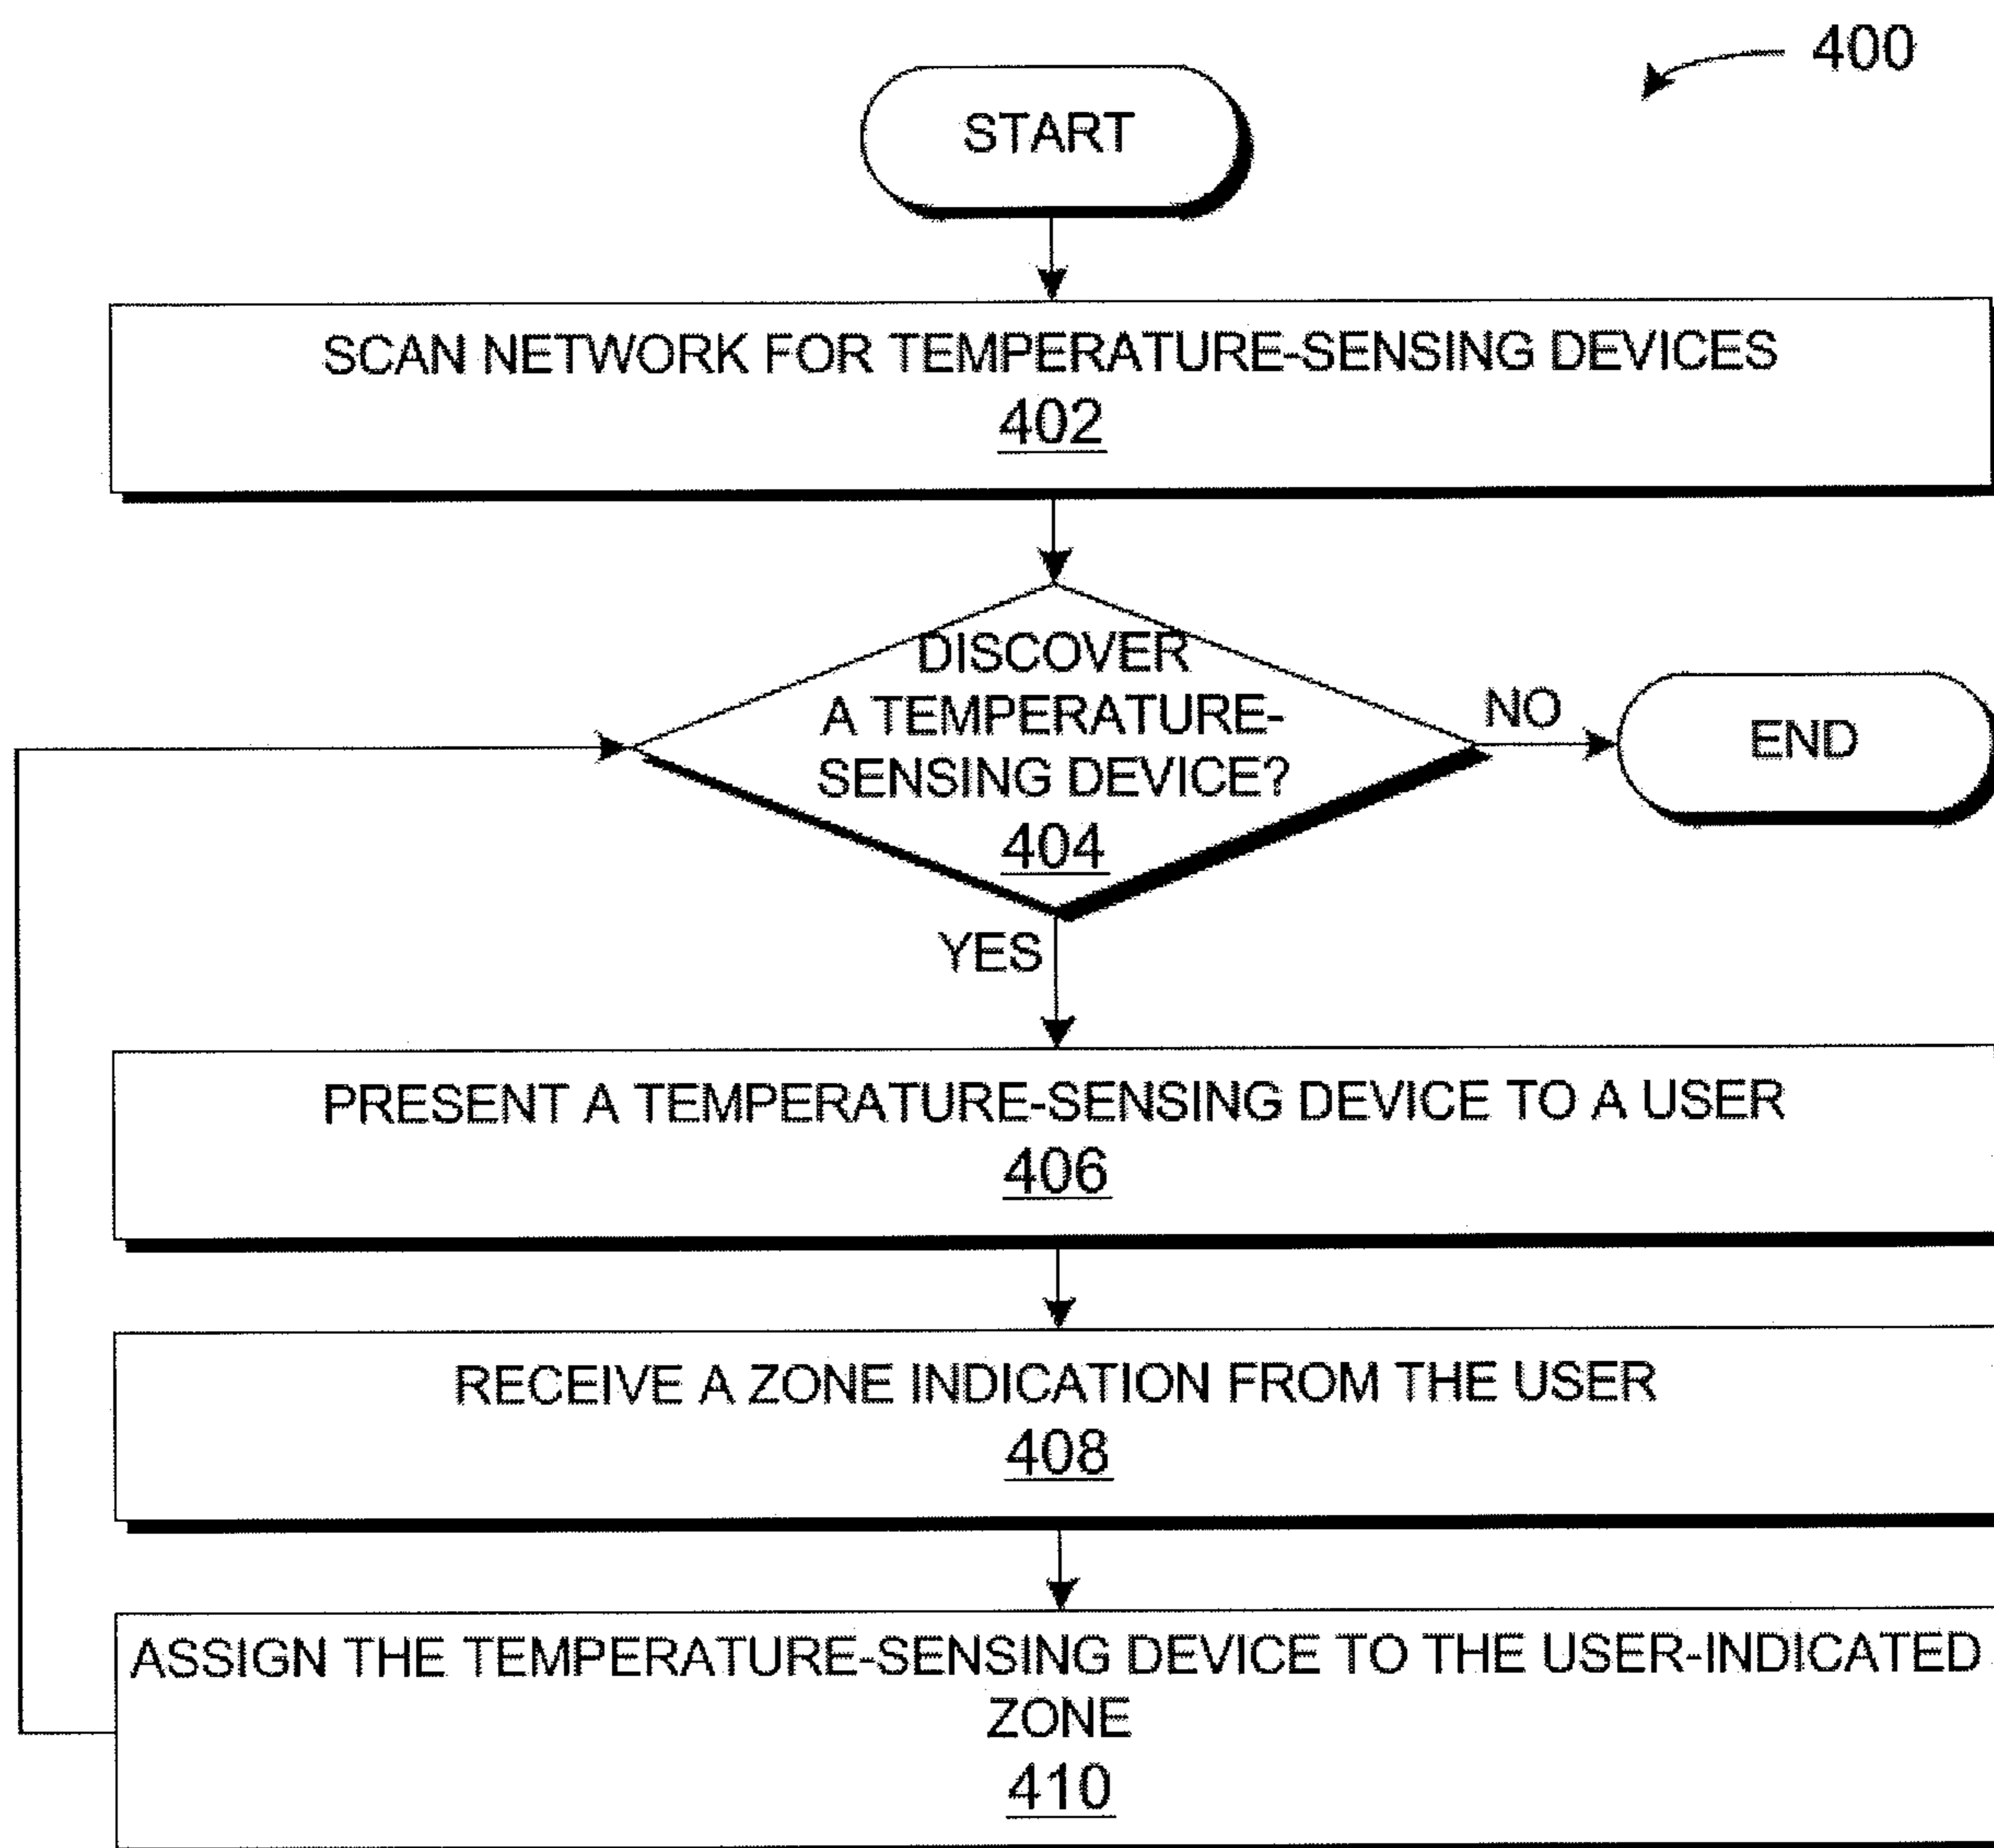 400
START
SCAN NETWORK FOR TEMPERATURE-SENSING DEVICES
402
DISCOVER
A TEMPERATURE-
SENSING DEVICE?
404
NO
END
YES
PRESENT A TEMPERATURE-SENSING DEVICE TO A USER
406
RECEIVE A ZONE INDICATION FROM THE USER
408
ASSIGN THE TEMPERATURE-SENSING DEVICE TO THE USER-INDICATED
ZONE
410